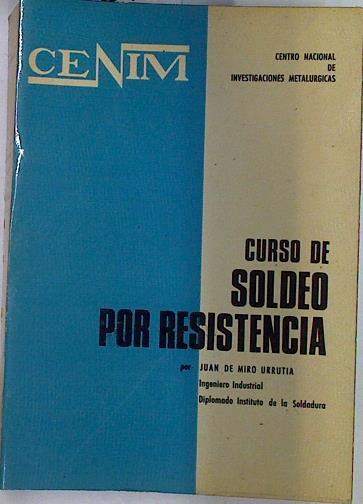 CENIM
CENTRO NACIONAL
DE
INVESTIGACIONES METALURGICAS
CURSO DE
SOLDEO
POR RESISTENCIA
por JUAN DE MIRO URRUTIA
Ingeniero Industrial
Diplomado Instituto de la Soldadura